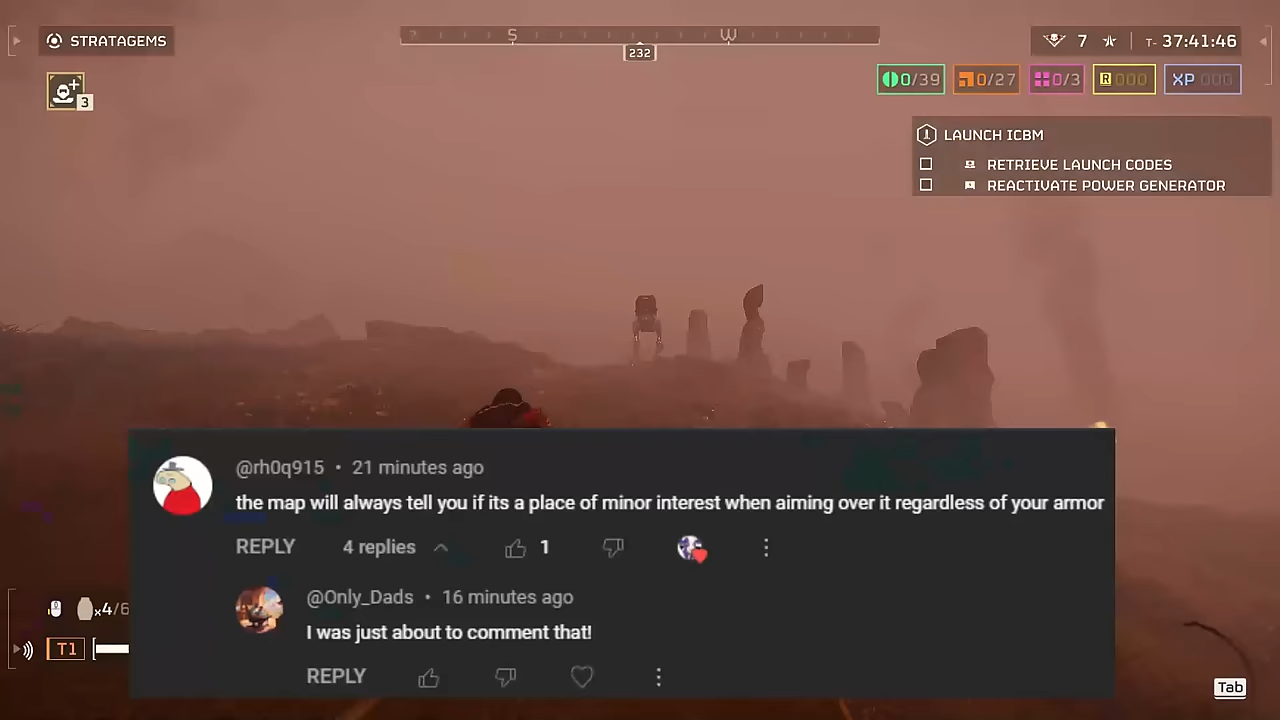 STRATAGEMS
3
S
W
232
7
T- 37:41:46
0/39
0/27
0/3
R 000
XP 000
1 LAUNCH ICBM
RETRIEVE LAUNCH CODES
REACTIVATE POWER GENERATOR
@rh0q915 • 21 minutes ago
the map will always tell you if its a place of minor interest when aiming over it regardless of your armor
REPLY 4 replies 1
@Only_Dads • 16 minutes ago
I was just about to comment that!
REPLY
x4/6
T1
Tab